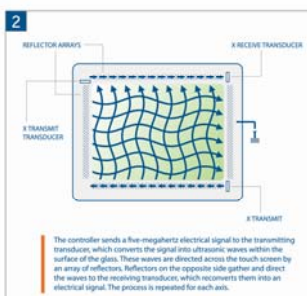 2
REFLECTOR ARRAYS
X-RECEIVE TRANSDUCER
X TRANSMIT
TRANSDUCER
X TRANSMIT
The controller sends a five-megahertz electrical signal to the transmitting
transducer, which converts the signal into ultrasonic waves within the
surface of the glass. These waves are directed across the touch screen by
an array of reflectors. Reflectors on the opposite side gather and direct
the waves to the receiving transducer, which reconverts them into an
electrical signal. The process is repeated for each axis.